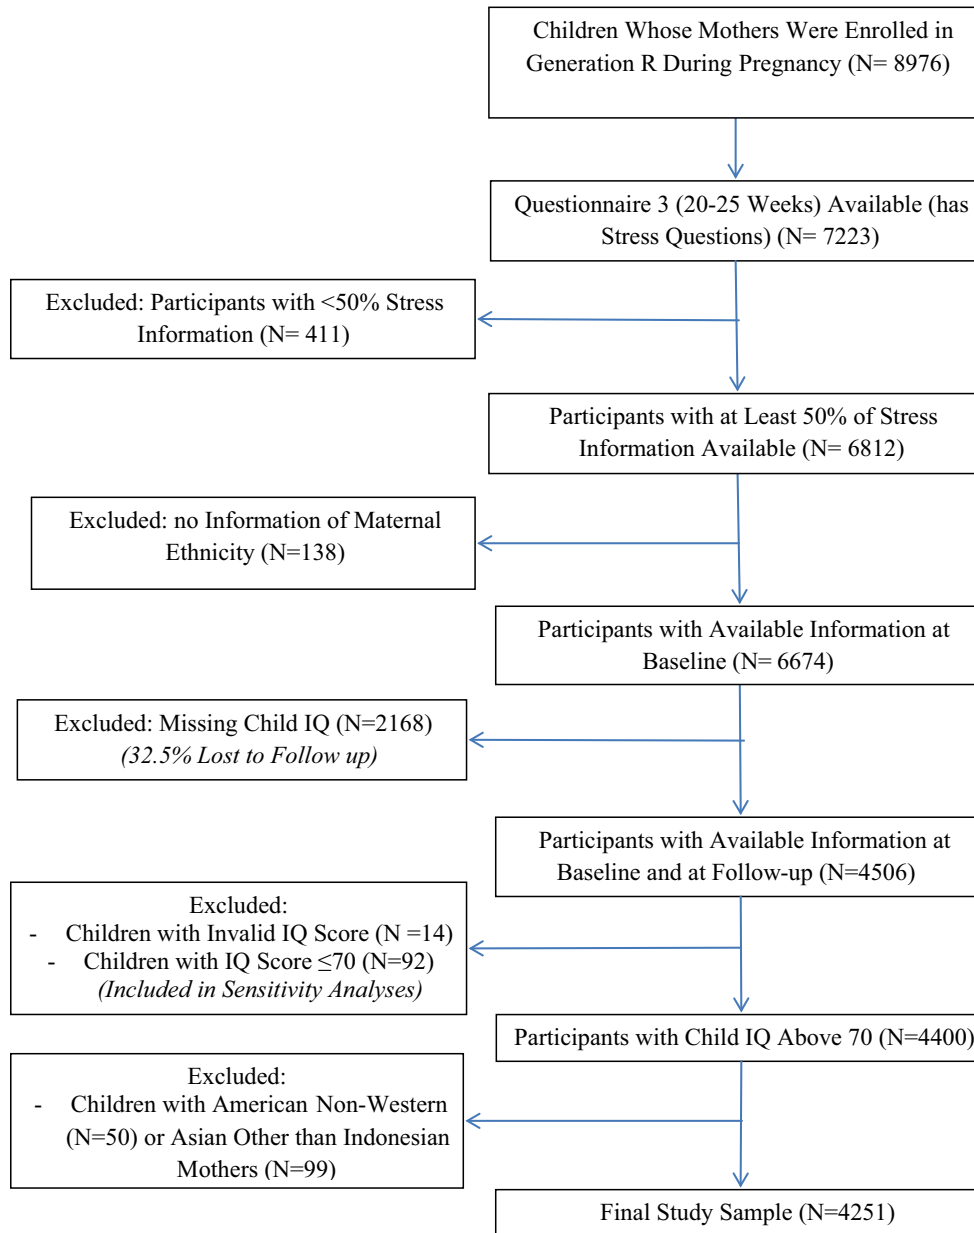 Children Whose Mothers Were Enrolled in
Generation R During Pregnancy (N= 8976)
Questionnaire 3 (20-25 Weeks) Available (has
Stress Questions) (N= 7223)
Excluded: Participants with <50% Stress
Information (N= 411)
Participants with at Least 50% of Stress
Information Available (N= 6812)
Excluded: no Information of Maternal
Ethnicity (N=138)
Participants with Available Information at
Baseline (N= 6674)
Excluded: Missing Child IQ (N=2168)
(32.5% Lost to Follow up)
Participants with Available Information at
Baseline and at Follow-up (N=4506)
Excluded:
- Children with Invalid IQ Score (N =14)
- Children with IQ Score ≤70 (N=92)
(Included in Sensitivity Analyses)
Participants with Child IQ Above 70 (N=4400)
Excluded:
- Children with American Non-Western
(N=50) or Asian Other than Indonesian
Mothers (N=99)
Final Study Sample (N=4251)